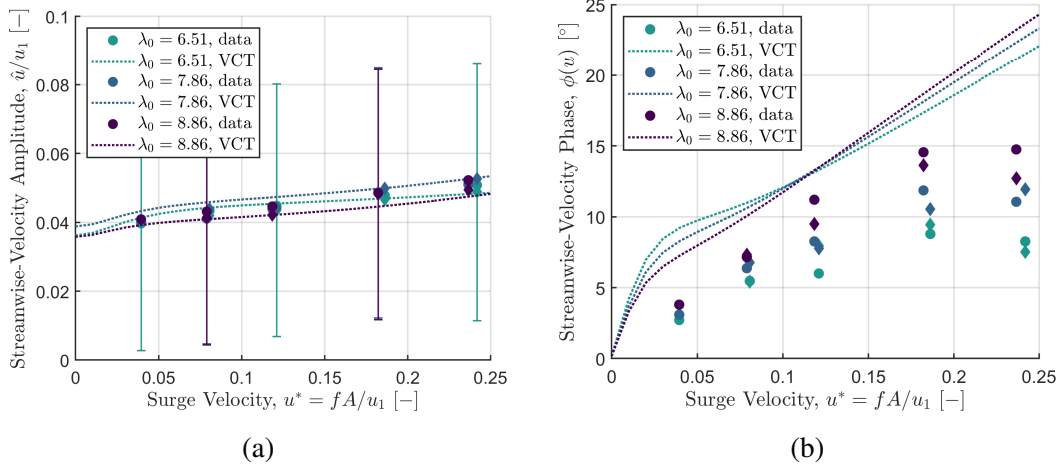 Streamwise-Velocity Amplitude, û/u₁ [−]
0.1
0.08
0.06
0.04
0.02
0
λ₀ = 6.51, data
λ₀ = 6.51, VCT
λ₀ = 7.86, data
λ₀ = 7.86, VCT
λ₀ = 8.86, data
λ₀ = 8.86, VCT
0 0.05 0.1 0.15 0.2 0.25
Surge Velocity, u* = fA/u₁ [−]
(a)
Streamwise-Velocity Phase, ϕ(u) [°]
25
20
15
10
5
0
λ₀ = 6.51, data
λ₀ = 6.51, VCT
λ₀ = 7.86, data
λ₀ = 7.86, VCT
λ₀ = 8.86, data
λ₀ = 8.86, VCT
0 0.05 0.1 0.15 0.2 0.25
Surge Velocity, u* = fA/u₁ [−]
(b)